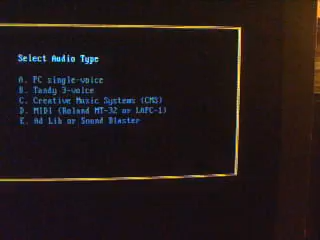 Select Audio Type
A. PC single-voice
B. Tandy 3-voice
C. Creative Music Systems (CMS)
D. MIDI (Roland MT-32 or LAPC-1)
E. Ad Lib or Sound Blaster